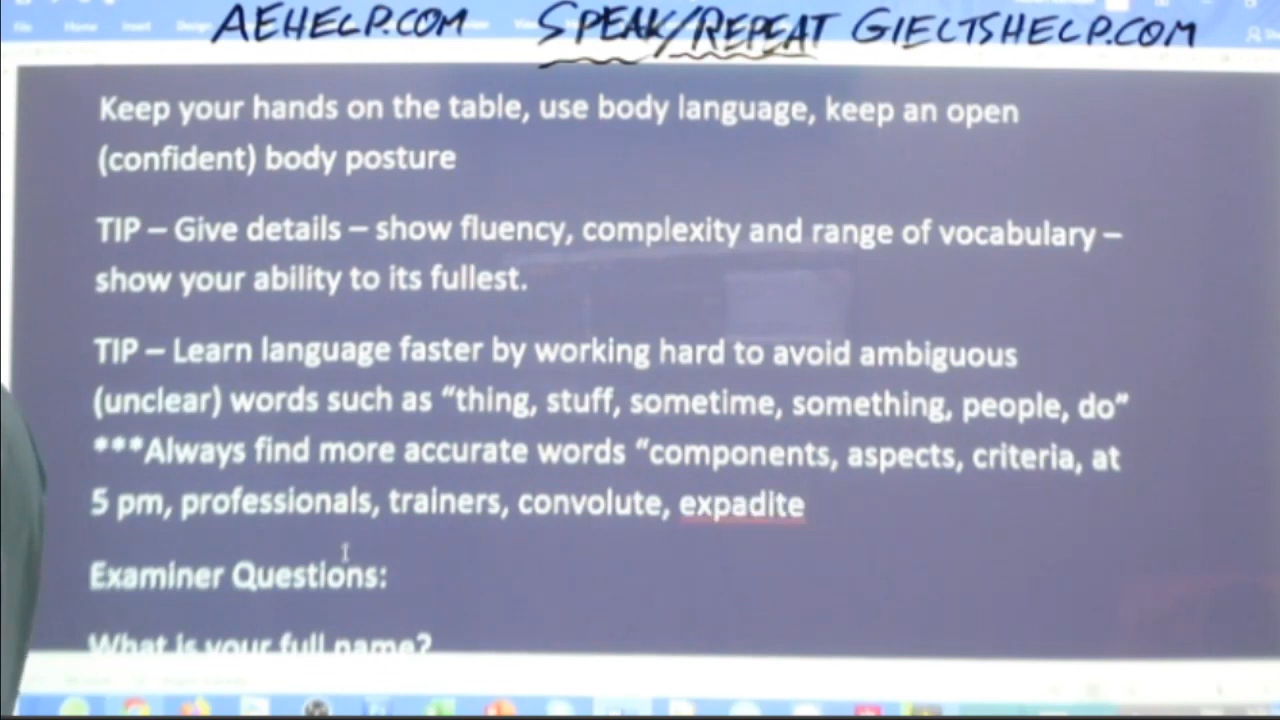 AEHELP.COM SPEAK/REPEAT GIELTSHELP.COM
Keep your hands on the table, use body language, keep an open
(confident) body posture
TIP – Give details – show fluency, complexity and range of vocabulary –
show your ability to its fullest.
TIP – Learn language faster by working hard to avoid ambiguous
(unclear) words such as “thing, stuff, sometime, something, people, do”
***Always find more accurate words “components, aspects, criteria, at
5 pm, professionals, trainers, convolute, expadite
Examiner Questions:
What is your full name?